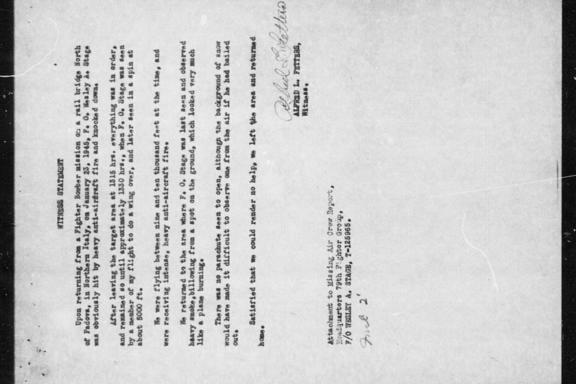 WITNESS STATEMENT
Upon returning from a Fighter Bomber mission on a rail bridge North
of Padova, in Northern Italy, on January 23, 1945, F. O. Wesley A. Stage
was obviously hit by heavy anti-aircraft fire and knocked down.
After leaving the target area at 1315 hrs. everything was in order,
and remained so until approximately 1330 hrs., when F. O. Stage was seen
by a member of my flight to do a wing over, and later seen in a spin at
about 5000 ft.
We were flying between nine and ten thousand feet at the time, and
were receiving intense, heavy anti-aircraft fire.
We returned to the area where F. O. Stage was last seen and observed
heavy smoke, billowing from a spot on the ground, which looked very much
like a plane burning.
There was no parachute seen to open, although the background of snow
would have made it difficult to observe one from the air if he had bailed
out.
Satisfied that we could render no help, we left the area and returned
home.
Alfred L. Fetters
ALFRED L. FETTERS,
Witness.
Attachment to Missing Air Crew Report,
Headquarters 79th Fighter Group,
F/O WESLEY A. STAGE, T-125965.
Incl 2